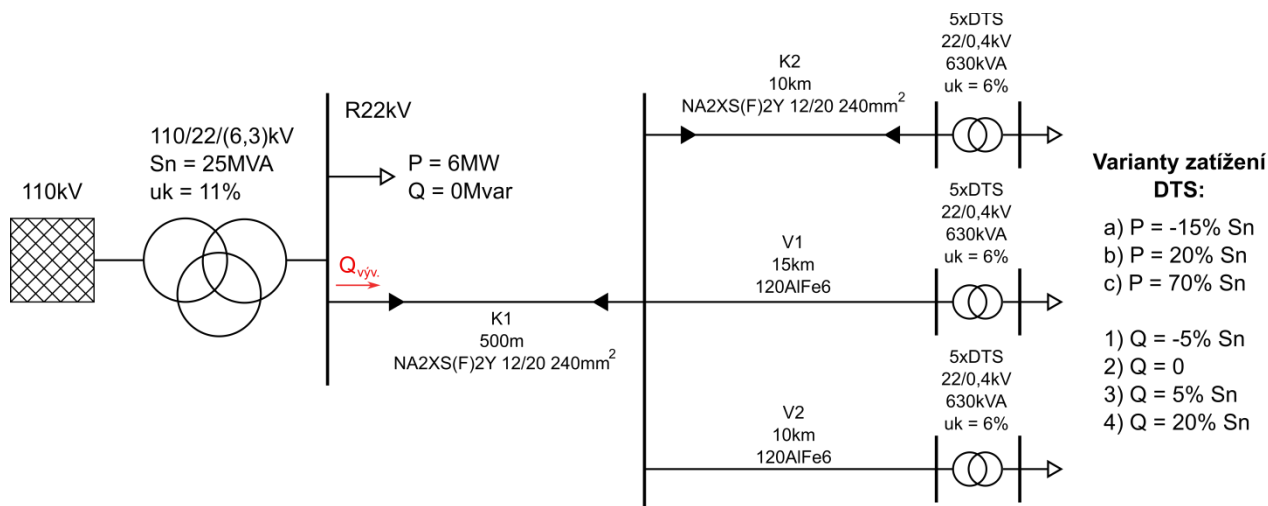 110kV
110/22/(6,3)kV
Sn = 25MVA
uk = 11%
R22kV
P = 6MW
Q = 0Mvar
Qvýv.
K1
500m
NA2XS(F)2Y 12/20 240mm²
K2
10km
NA2XS(F)2Y 12/20 240mm²
5xDTS
22/0,4kV
630kVA
uk = 6%
V1
15km
120AlFe6
5xDTS
22/0,4kV
630kVA
uk = 6%
V2
10km
120AlFe6
5xDTS
22/0,4kV
630kVA
uk = 6%
Varianty zatížení
DTS:
a) P = -15% Sn
b) P = 20% Sn
c) P = 70% Sn
1) Q = -5% Sn
2) Q = 0
3) Q = 5% Sn
4) Q = 20% Sn